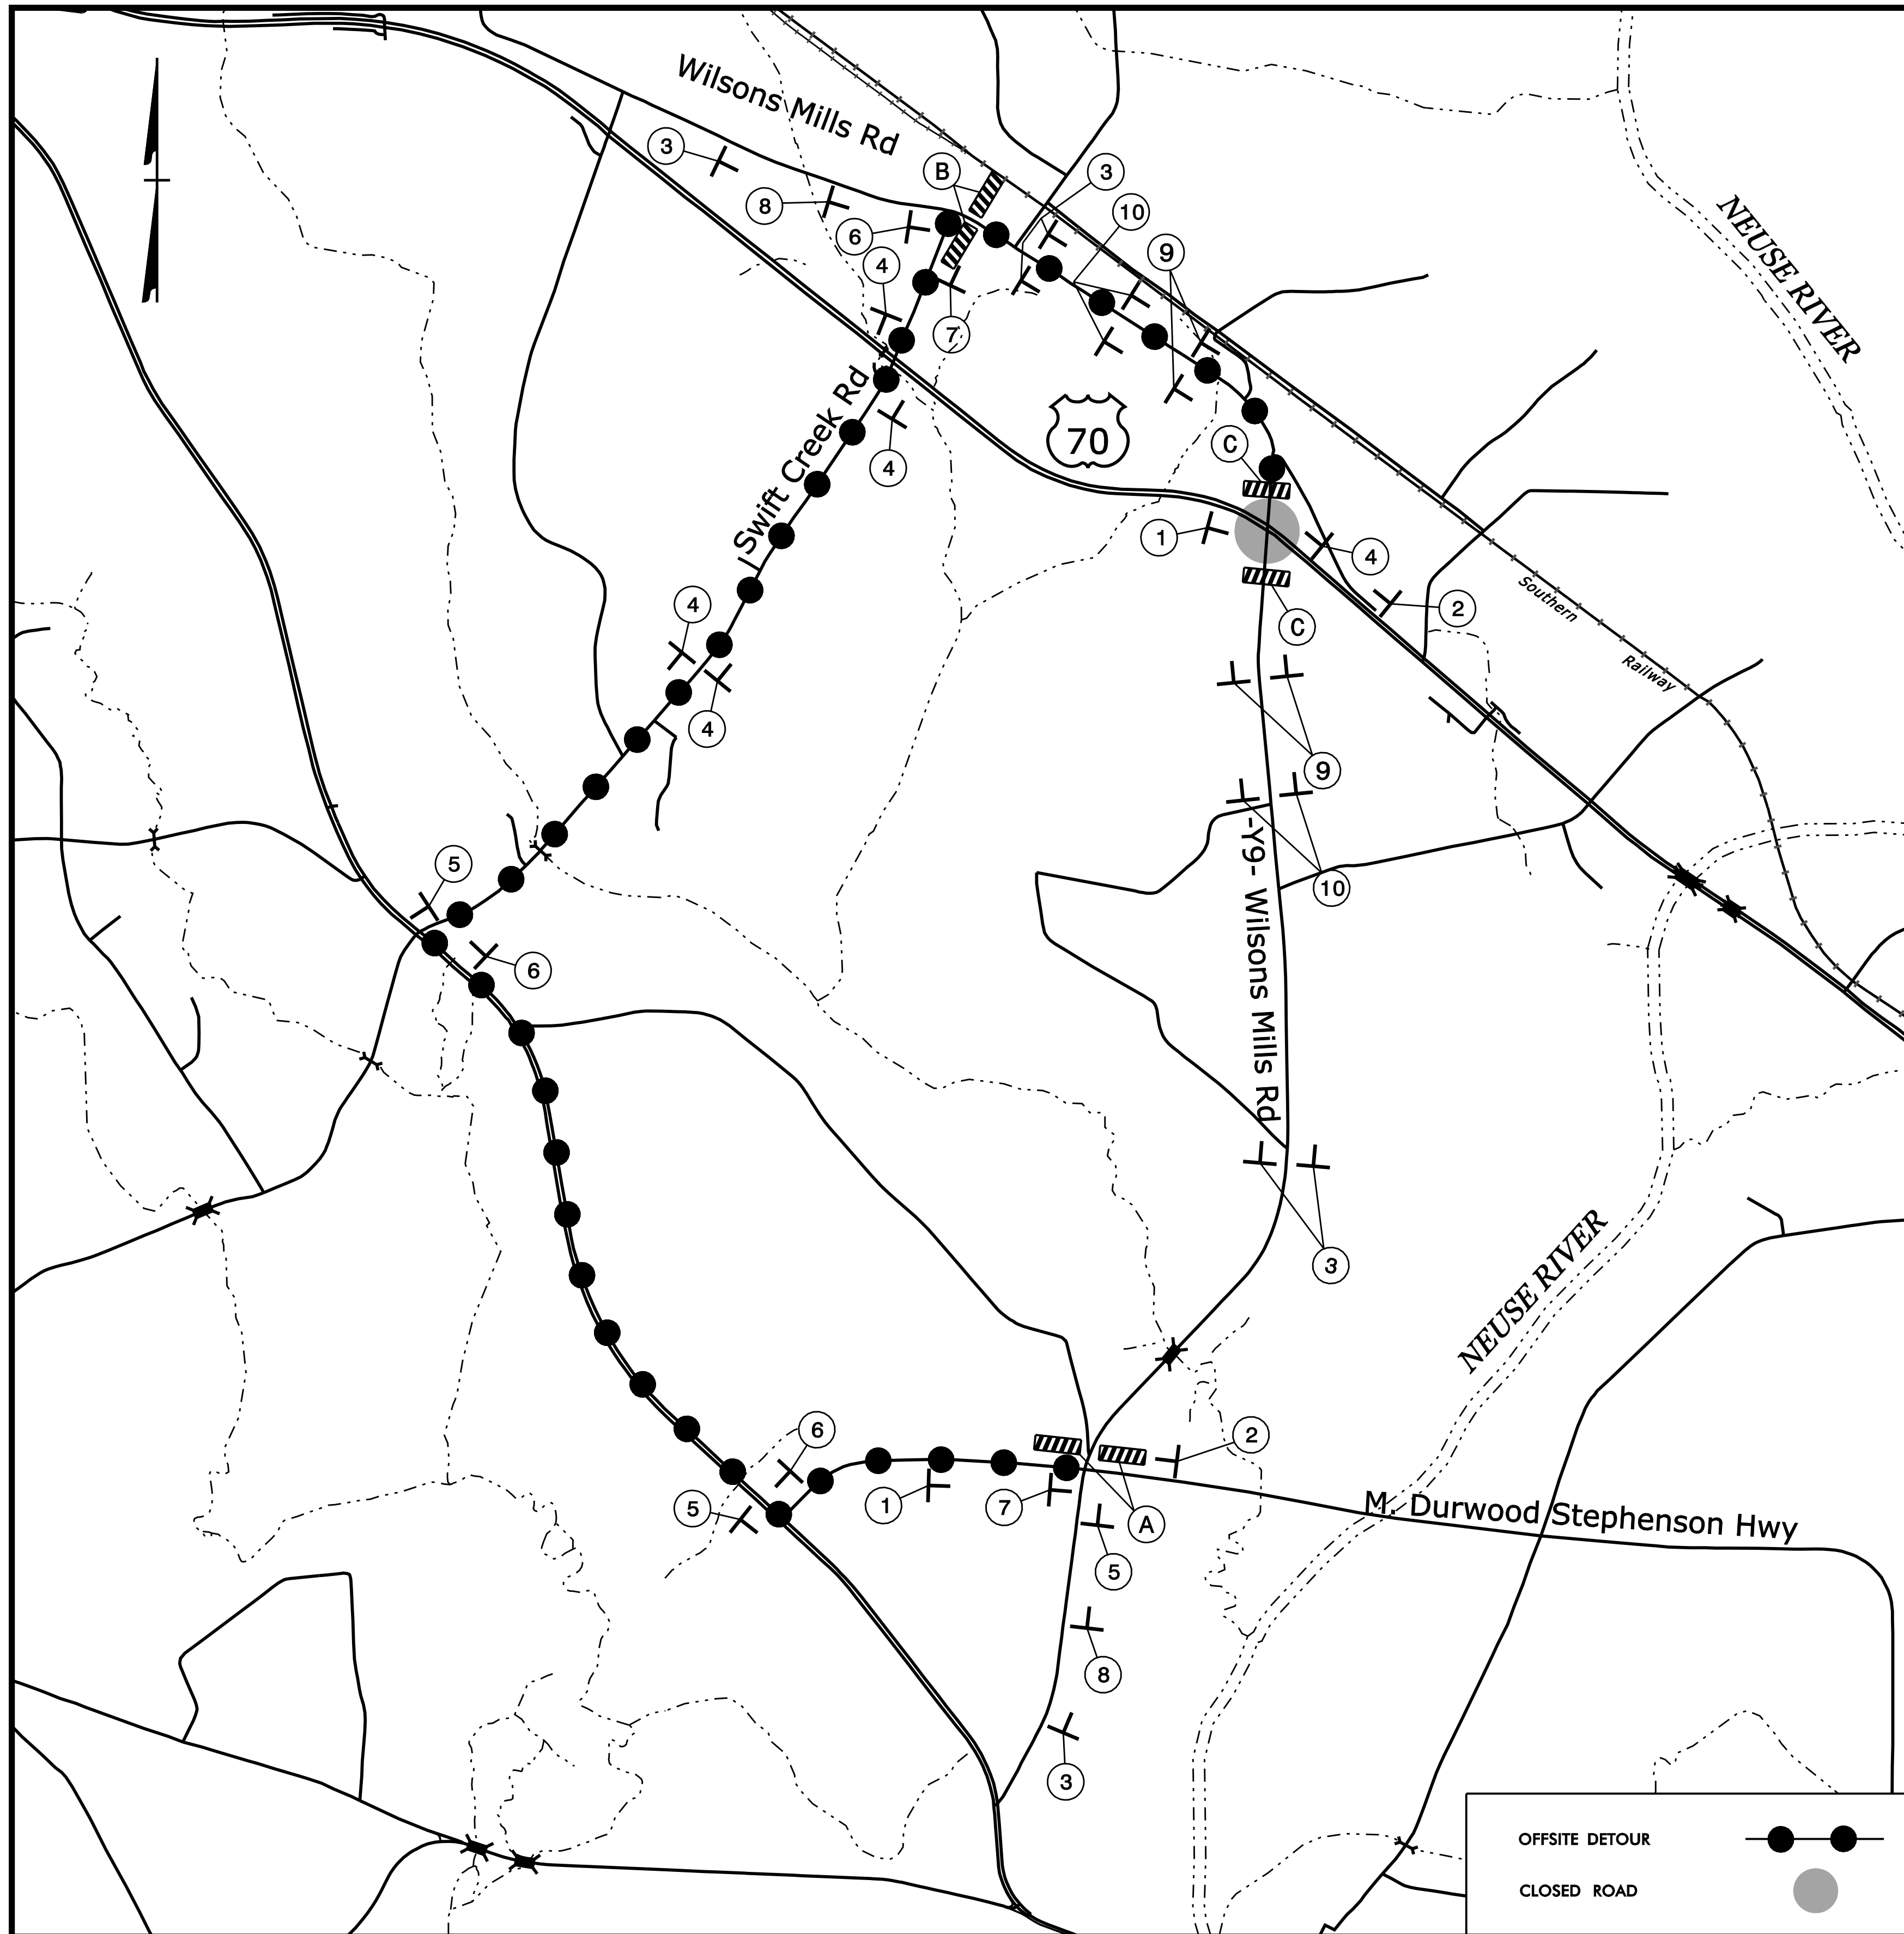 Wilsons Mills Rd
3
B
3
8
10
6
9
4
7
NEUSE RIVER
Swift Creek Rd
70
C
4
1
4
4
2
C
Southern
Railway
4
9
-Y9- Wilsons Mills Rd
5
10
6
3
NEUSE RIVER
6
2
5
1
7
A
M. Durwood Stephenson Hwy
5
8
3
OFFSITE DETOUR
CLOSED ROAD